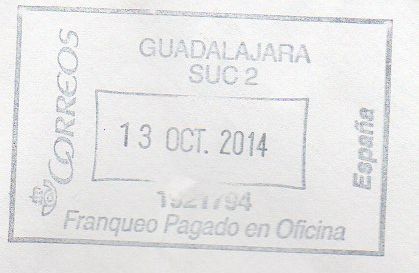 CORREOS
GUADALAJARA
SUC 2
13 OCT. 2014
1921794
Franqueo Pagado en Oficina
España